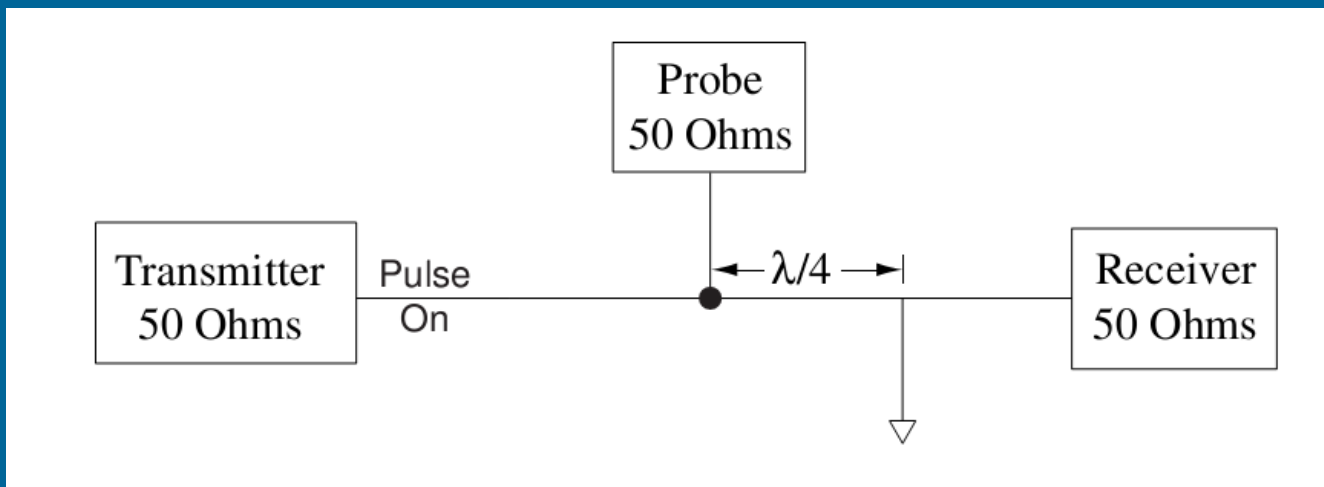 Probe
50 Ohms
Transmitter
50 Ohms
Pulse
On
λ/4
Receiver
50 Ohms